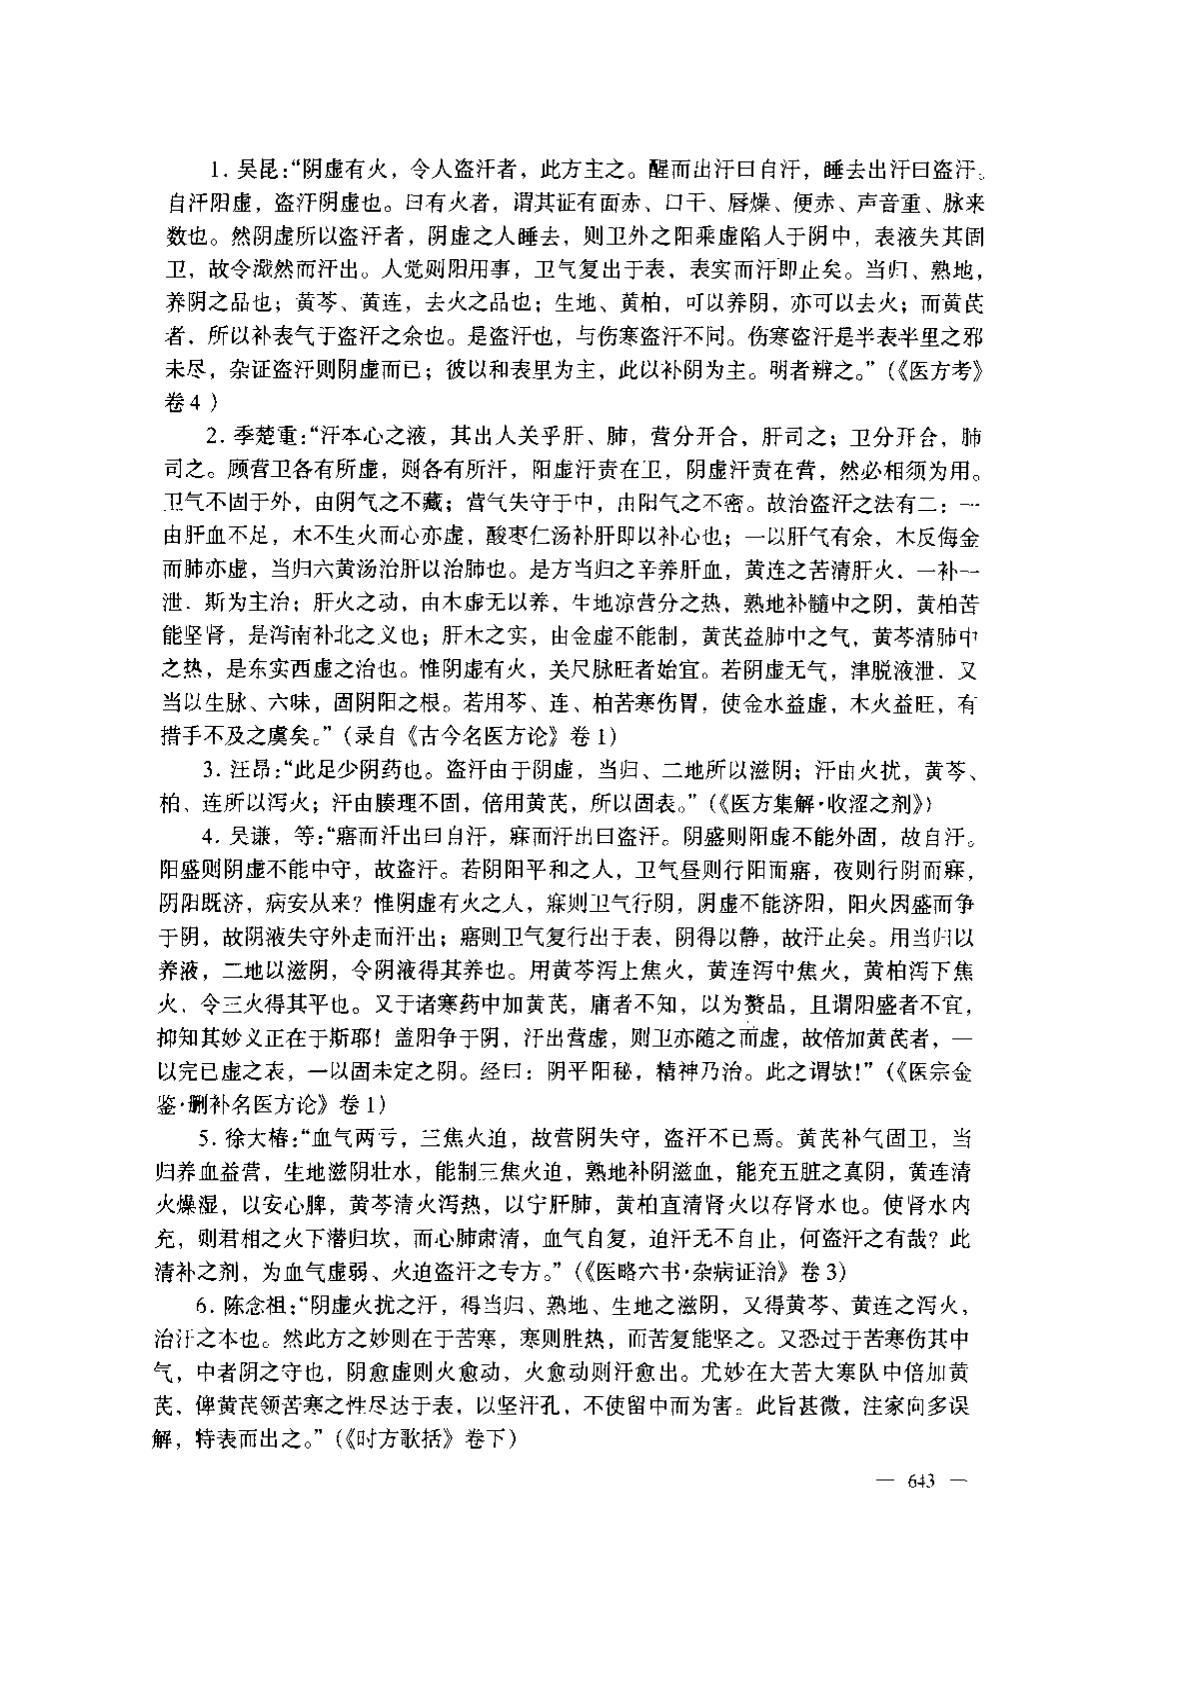 1. 吴昆:“阴虚有火，令人盗汗者，此方主之。醒而出汗曰自汗，睡去出汗曰盗汗。
自汗阳虚，盗汗阴虚也。曰有火者，谓其证有面赤、口干、唇燥、便赤、声音重、脉来
数也。然阴虚所以盗汗者，阴虚之人睡去，则卫外之阳乘虚陷人于阴中，表液失其固
卫，故令濈然而汗出。人觉则阳用事，卫气复出于表，表实而汗即止矣。当归、熟地，
养阴之品也；黄芩、黄连，去火之品也；生地、黄柏，可以养阴，亦可以去火；而黄芪
者，所以补表气于盗汗之余也。是盗汗也，与伤寒盗汗不同。伤寒盗汗是半表半里之邪
未尽，杂证盗汗则阴虚而已；彼以和表里为主，此以补阴为主。明者辨之。”(《医方考》
卷4 )
2. 季楚重:“汗本心之液，其出人关乎肝、肺，营分开合，肝司之；卫分开合，肺
司之。顾营卫各有所虚，则各有所汗，阳虚汗责在卫，阴虚汗责在营，然必相须为用。
卫气不固于外，由阴气之不藏；营气失守于中，由阳气之不密。故治盗汗之法有二：一
由肝血不足，木不生火而心亦虚，酸枣仁汤补肝即以补心也；一以肝气有余，木反侮金
而肺亦虚，当归六黄汤治肝以治肺也。是方当归之辛养肝血，黄连之苦清肝火，一补一
泄，斯为主治；肝火之动，由木虚无以养，生地凉营分之热，熟地补髓中之阴，黄柏苦
能坚肾，是泻南补北之义也；肝木之实，由金虚不能制，黄芪益肺中之气，黄芩清肺中
之热，是东实西虚之治也。惟阴虚有火，关尺脉旺者始宜。若阴虚无气，津脱液泄，又
当以生脉、六味，固阴阳之根。若用芩、连、柏苦寒伤胃，使金水益虚，木火益旺，有
措手不及之虞矣。”(录自《古今名医方论》卷1)
3. 汪昂:“此足少阴药也。盗汗由于阴虚，当归、二地所以滋阴；汗由火扰，黄芩、
柏、连所以泻火；汗由腠理不固，倍用黄芪，所以固表。”(《医方集解·收涩之剂》)
4. 吴谦，等:“寤而汗出曰自汗，寐而汗出曰盗汗。阴盛则阳虚不能外固，故自汗。
阳盛则阴虚不能中守，故盗汗。若阴阳平和之人，卫气昼则行阳而寤，夜则行阴而寐，
阴阳既济，病安从来？惟阴虚有火之人，寐则卫气行阴，阴虚不能济阳，阳火因盛而争
于阴，故阴液失守外走而汗出；寤则卫气复行出于表，阴得以静，故汗止矣。用当归以
养液，二地以滋阴，令阴液得其养也。用黄芩泻上焦火，黄连泻中焦火，黄柏泻下焦
火，令三火得其平也。又于诸寒药中加黄芪，庸者不知，以为赘品，且谓阳盛者不宜，
抑知其妙义正在于斯耶！盖阳争于阴，汗出营虚，则卫亦随之而虚，故倍加黄芪者，一
以完已虚之表，一以固未定之阴。经曰：阴平阳秘，精神乃治。此之谓欤！”(《医宗金
鉴·删补名医方论》卷1)
5. 徐大椿:“血气两亏，三焦火迫，故营阴失守，盗汗不已焉。黄芪补气固卫，当
归养血益营，生地滋阴壮水，能制三焦火迫，熟地补阴滋血，能充五脏之真阴，黄连清
火燥湿，以安心脾，黄芩清火泻热，以宁肝肺，黄柏直清肾火以存肾水也。使肾水内
充，则君相之火下潜归坎，而心肺肃清，血气自复，迫汗无不自止，何盗汗之有哉？此
清补之剂，为血气虚弱、火迫盗汗之专方。”(《医略六书·杂病证治》卷3)
6. 陈念祖:“阴虚火扰之汗，得当归、熟地、生地之滋阴，又得黄芩、黄连之泻火，
治汗之本也。然此方之妙则在于苦寒，寒则胜热，而苦复能坚之。又恐过于苦寒伤其中
气，中者阴之守也，阴愈虚则火愈动，火愈动则汗愈出。尤妙在大苦大寒队中倍加黄
芪，俾黄芪领苦寒之性尽达于表，以坚汗孔，不使留中而为害。此旨甚微，注家向多误
解，特表而出之。”(《时方歌括》卷下)
— 643 —